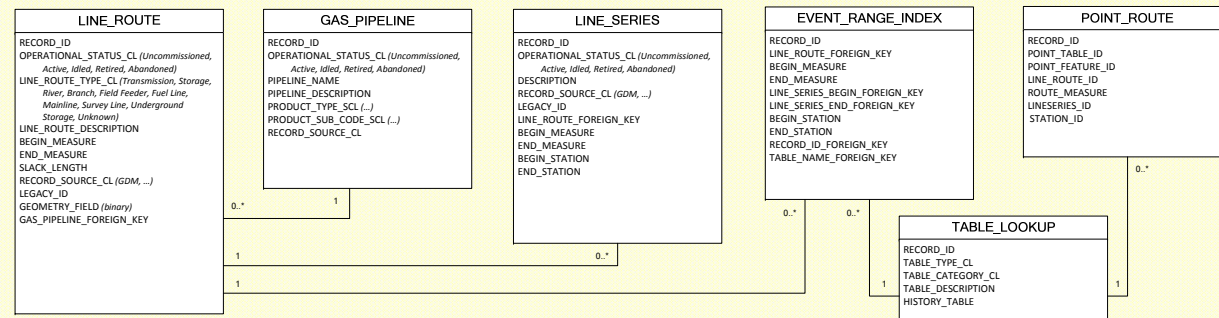 LINE_ROUTE
RECORD_ID
OPERATIONAL_STATUS_CL (Uncommissioned,
Active, Idled, Retired, Abandoned)
LINE_ROUTE_TYPE_CL (Transmission, Storage,
River, Branch, Field Feeder, Fuel Line,
Mainline, Survey Line, Underground
Storage, Unknown)
LINE_ROUTE_DESCRIPTION
BEGIN_MEASURE
END_MEASURE
SLACK_LENGTH
RECORD_SOURCE_CL (GDM, ...)
LEGACY_ID
GEOMETRY_FIELD (binary)
GAS_PIPELINE_FOREIGN_KEY
GAS_PIPELINE
RECORD_ID
OPERATIONAL_STATUS_CL (Uncommissioned,
Active, Idled, Retired, Abandoned)
PIPELINE_NAME
PIPELINE_DESCRIPTION
PRODUCT_TYPE_SCL (...)
PRODUCT_SUB_CODE_SCL (...)
RECORD_SOURCE_CL
LINE_SERIES
RECORD_ID
OPERATIONAL_STATUS_CL (Uncommissioned,
Active, Idled, Retired, Abandoned)
DESCRIPTION
RECORD_SOURCE_CL (GDM, ...)
LEGACY_ID
LINE_ROUTE_FOREIGN_KEY
BEGIN_MEASURE
END_MEASURE
BEGIN_STATION
END_STATION
EVENT_RANGE_INDEX
RECORD_ID
LINE_ROUTE_FOREIGN_KEY
BEGIN_MEASURE
END_MEASURE
LINE_SERIES_BEGIN_FOREIGN_KEY
LINE_SERIES_END_FOREIGN_KEY
BEGIN_STATION
END_STATION
RECORD_ID_FOREIGN_KEY
TABLE_NAME_FOREIGN_KEY
POINT_ROUTE
RECORD_ID
POINT_TABLE_ID
POINT_FEATURE_ID
LINE_ROUTE_ID
ROUTE_MEASURE
LINESERIES_ID
STATION_ID
0..*
1
0..*
1
0..*
0..*
0..*
1
1
TABLE_LOOKUP
RECORD_ID
TABLE_TYPE_CL
TABLE_CATEGORY_CL
TABLE_DESCRIPTION
HISTORY_TABLE
1
1